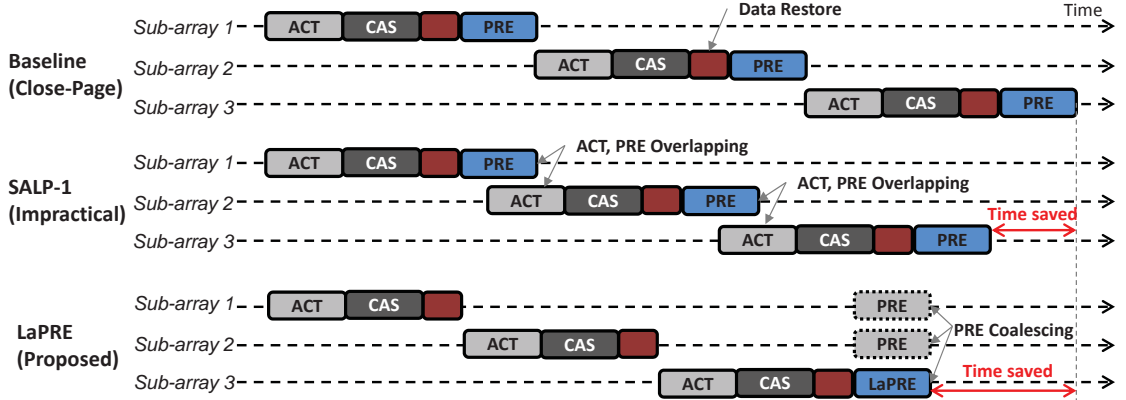 Data Restore
Time
Sub-array 1
ACT CAS PRE
Baseline
(Close-Page)
Sub-array 2
ACT CAS PRE
Sub-array 3
ACT CAS PRE
Sub-array 1
ACT CAS PRE
ACT, PRE Overlapping
SALP-1
(Impractical)
Sub-array 2
ACT CAS PRE
ACT, PRE Overlapping
Time saved
Sub-array 3
ACT CAS PRE
Sub-array 1
ACT CAS PRE
LaPRE
(Proposed)
Sub-array 2
ACT CAS PRE
PRE Coalescing
Time saved
Sub-array 3
ACT CAS LaPRE